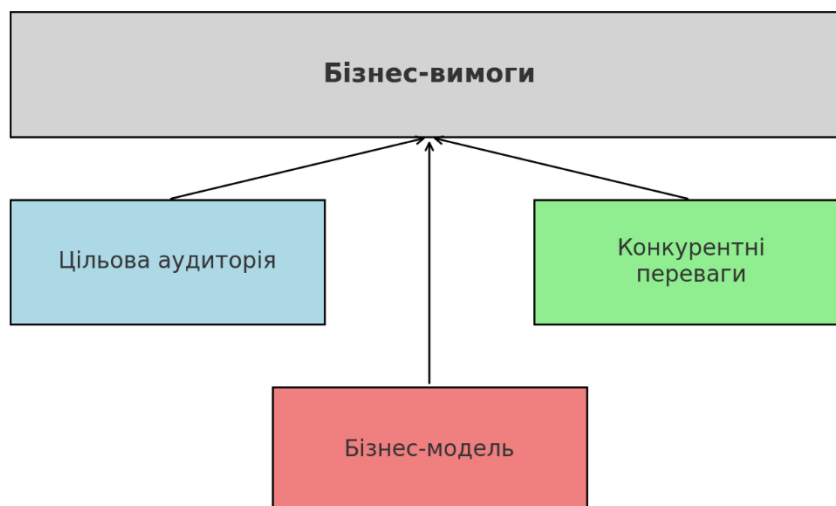 Бізнес-вимоги
Цільова аудиторія
Конкурентні
переваги
Бізнес-модель